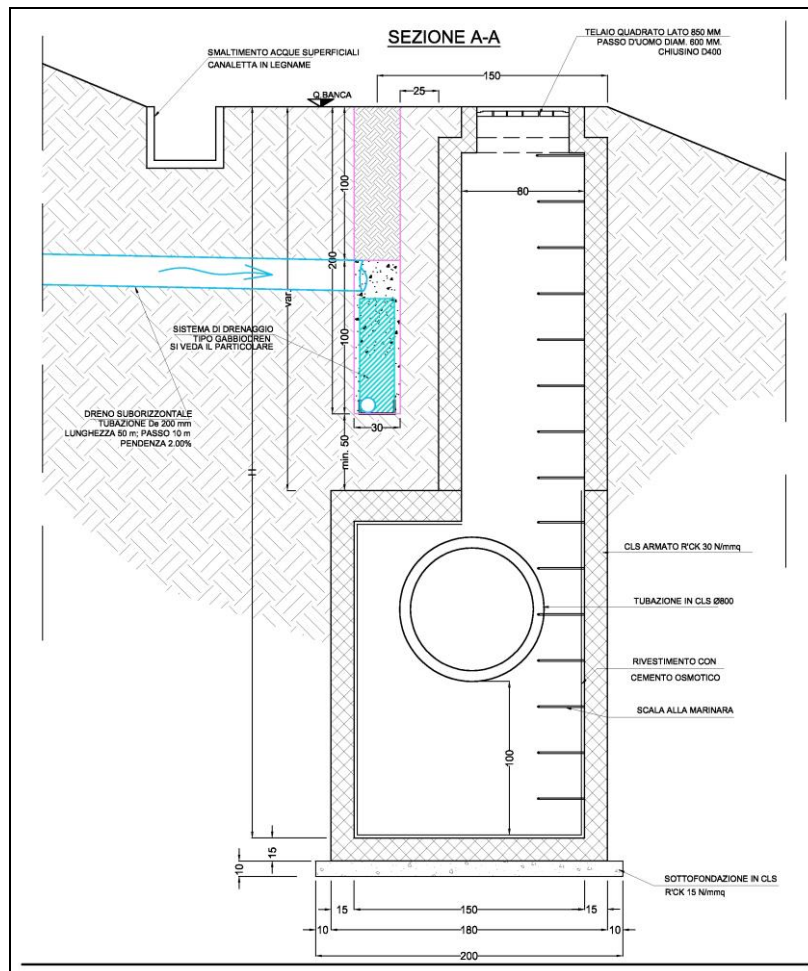 SEZIONE A-A
SMALTIMENTO ACQUE SUPERFICIALI
CANALETTA IN LEGNAME
TELAIO QUADRATO LATO 850 MM
PASSO D'UOMO DIAM. 600 MM.
CHIUSINO D400
150
25
Q BANCA
100
80
200
var.
100
SISTEMA DI DRENAGGIO
TIPO GABBIODREN
SI VEDA IL PARTICOLARE
DRENO SUBORIZZONTALE
TUBAZIONE De 200 mm
LUNGHEZZA 50 m; PASSO 10 m
PENDENZA 2.00%
30
min. 50
H
CLS ARMATO R'CK 30 N/mmq
TUBAZIONE IN CLS Ø800
RIVESTIMENTO CON
CEMENTO OSMOTICO
SCALA ALLA MARINARA
100
15
10
SOTTOFONDAZIONE IN CLS
R'CK 15 N/mmq
15 150 15
10 180 10
200